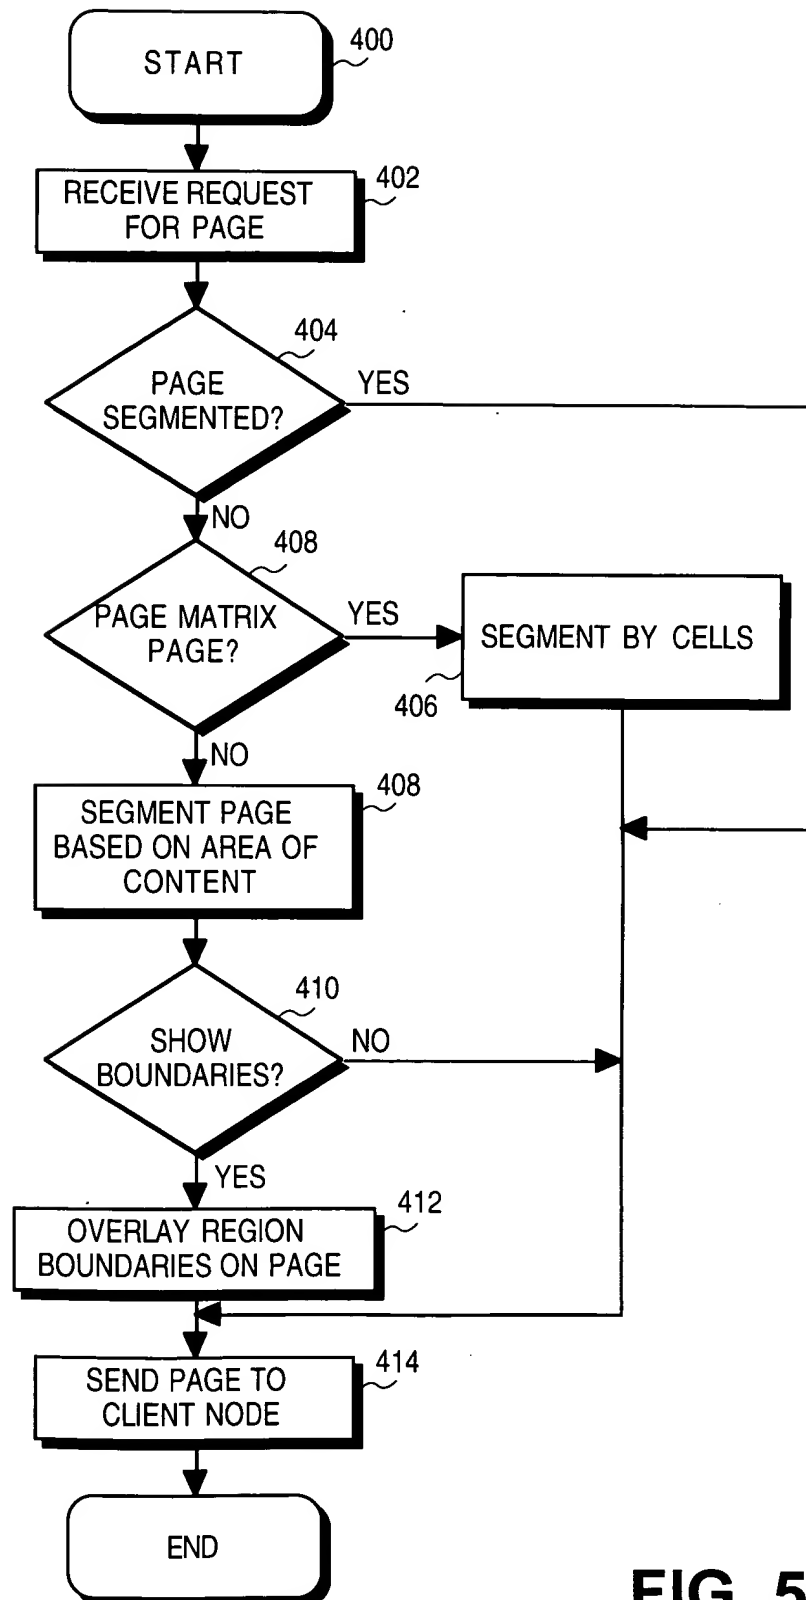 START
400
RECEIVE REQUEST
FOR PAGE
402
404
PAGE
SEGMENTED?
YES
NO
408
PAGE MATRIX
PAGE?
YES
SEGMENT BY CELLS
406
NO
408
SEGMENT PAGE
BASED ON AREA OF
CONTENT
410
SHOW
BOUNDARIES?
NO
YES
412
OVERLAY REGION
BOUNDARIES ON PAGE
414
SEND PAGE TO
CLIENT NODE
END
FIG. 5